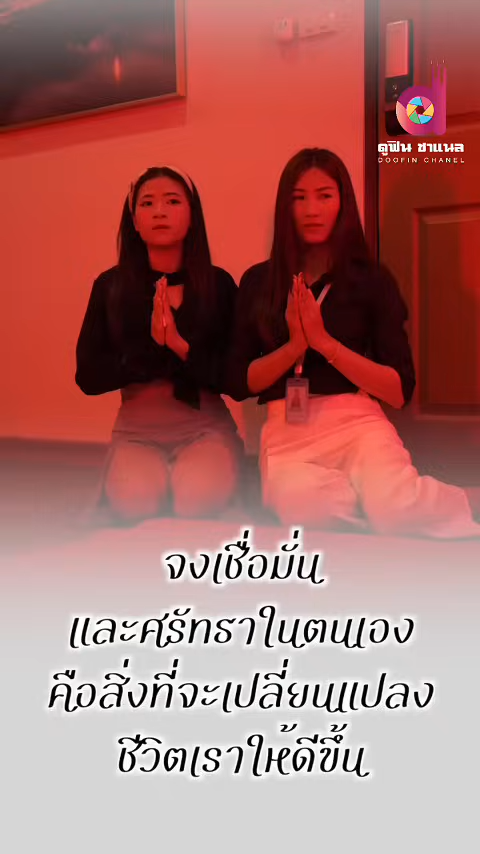 ดูฟิน ชาแนล
DOOFIN CHANEL
จงเชื่อมั่น
และศรัทธาในตนเอง
คือสิ่งที่จะเปลี่ยนแปลง
ชีวิตเราให้ดีขึ้น